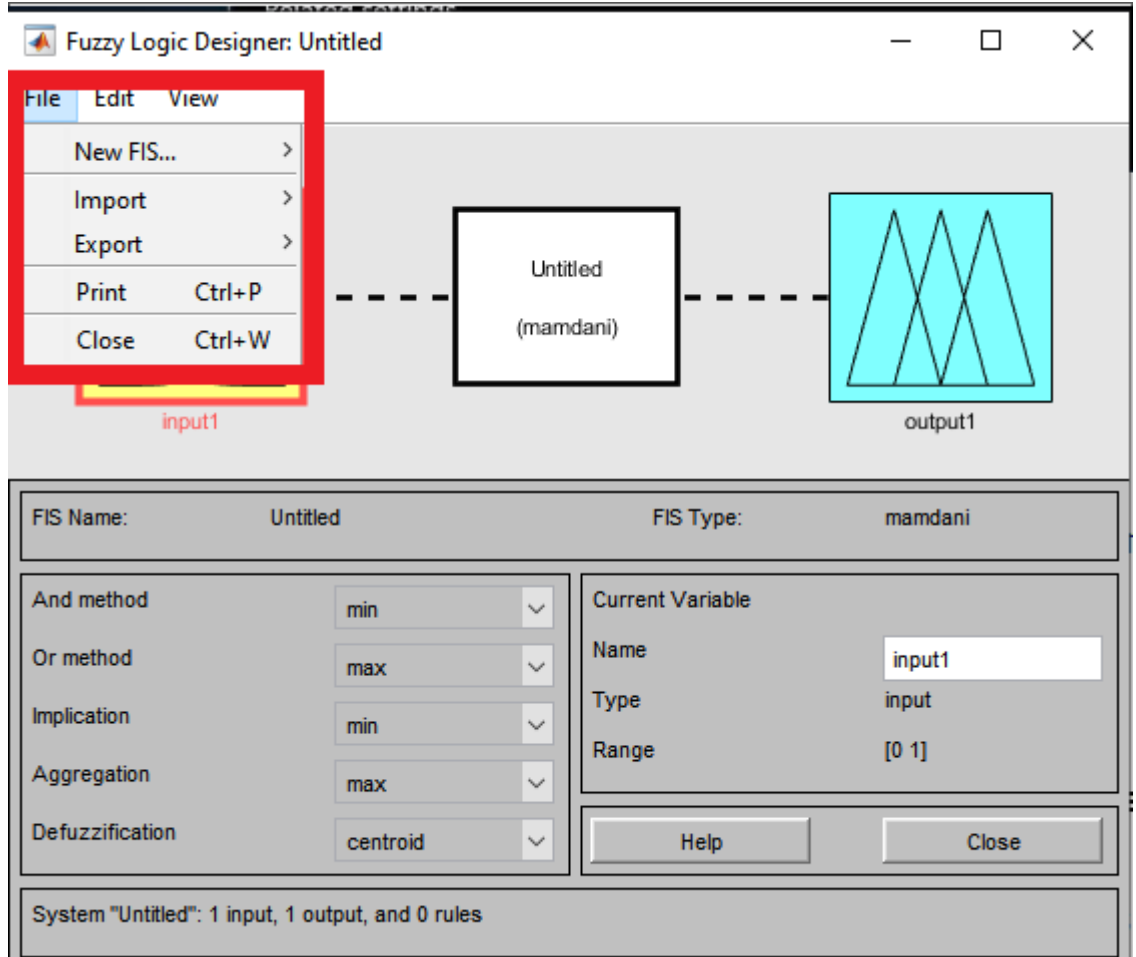 Related settings
Fuzzy Logic Designer: Untitled
File Edit View
New FIS...
Import
Export
Print Ctrl+P
Close Ctrl+W
Untitled
(mamdani)
input1
output1
FIS Name: Untitled FIS Type: mamdani
And method min
Or method max
Implication min
Aggregation max
Defuzzification centroid
Current Variable
Name input1
Type input
Range [0 1]
Help Close
System "Untitled": 1 input, 1 output, and 0 rules